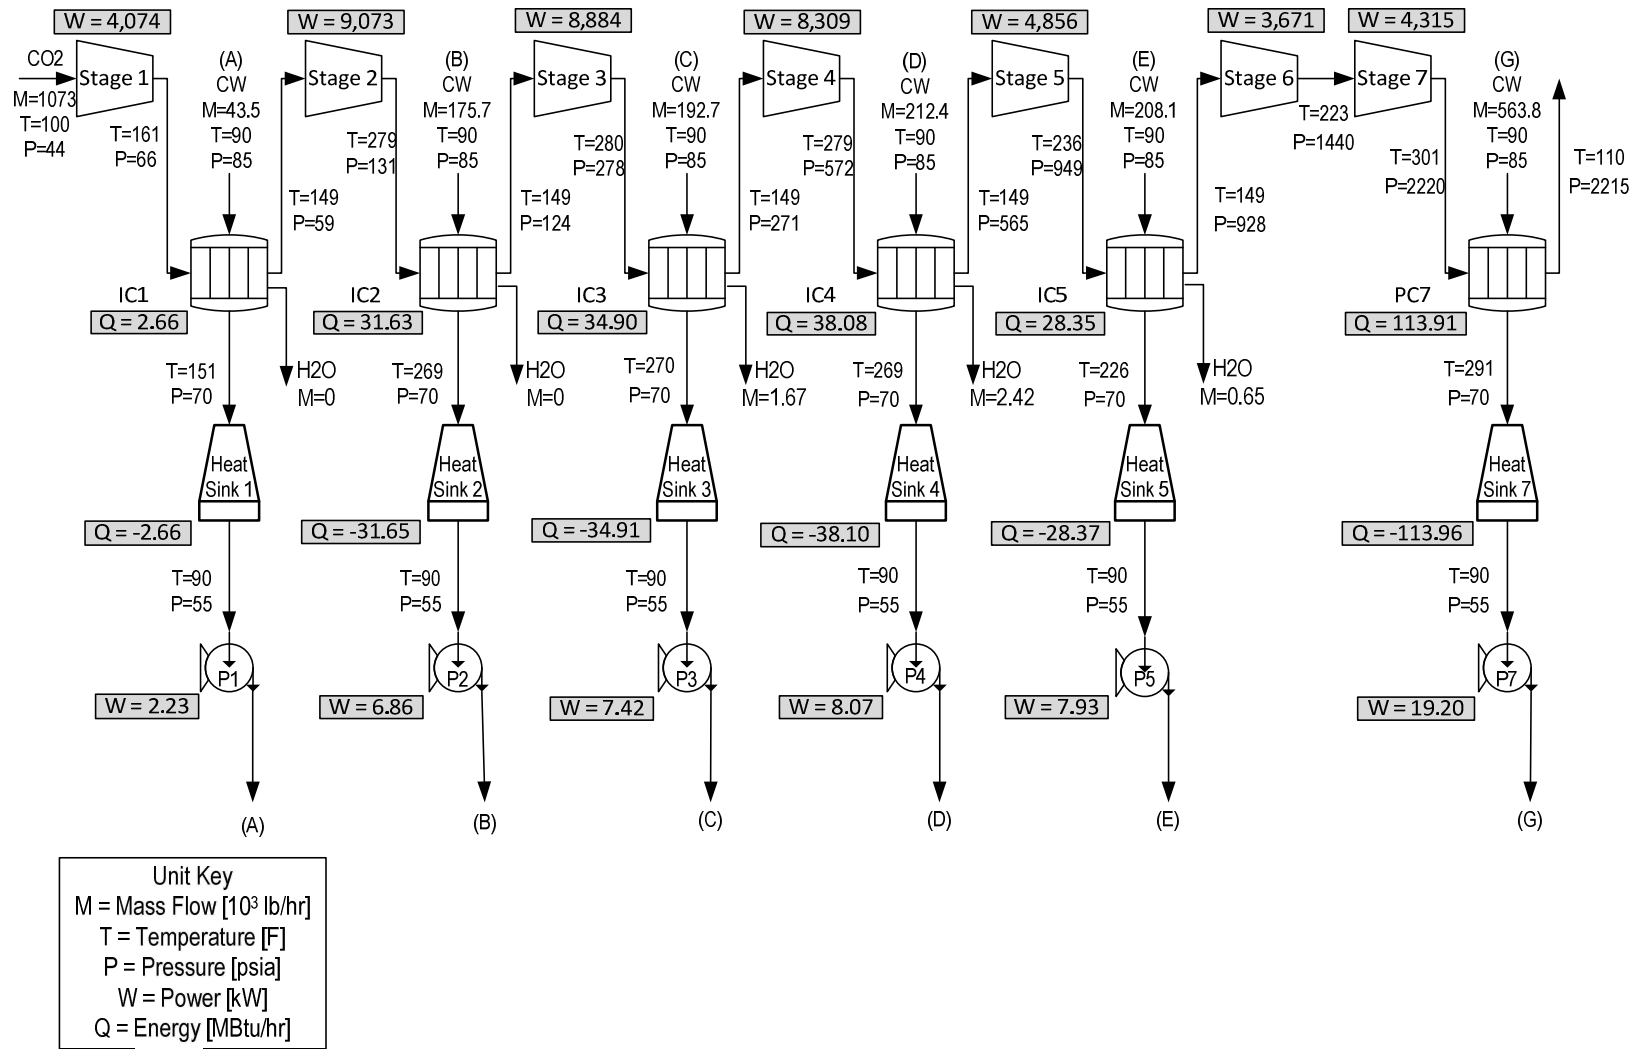 W = 4,074
W = 9,073
W = 8,884
W = 8,309
W = 4,856
W = 3,671
W = 4,315
CO2
M=1073
T=100
P=44
Stage 1
T=161
P=66
(A)
CW
M=43.5
T=90
P=85
T=149
P=59
Stage 2
T=279
P=131
(B)
CW
M=175.7
T=90
P=85
T=149
P=124
Stage 3
T=280
P=278
(C)
CW
M=192.7
T=90
P=85
T=149
P=271
Stage 4
T=279
P=572
(D)
CW
M=212.4
T=90
P=85
T=149
P=565
Stage 5
T=236
P=949
(E)
CW
M=208.1
T=90
P=85
T=149
P=928
Stage 6
T=223
P=1440
Stage 7
T=301
P=2220
(G)
CW
M=563.8
T=90
P=85
T=110
P=2215
IC1
Q = 2.66
IC2
Q = 31.63
IC3
Q = 34.90
IC4
Q = 38.08
IC5
Q = 28.35
PC7
Q = 113.91
T=151
P=70
H2O
M=0
T=269
P=70
H2O
M=0
T=270
P=70
H2O
M=1.67
T=269
P=70
H2O
M=2.42
T=226
P=70
H2O
M=0.65
T=291
P=70
Heat
Sink 1
Heat
Sink 2
Heat
Sink 3
Heat
Sink 4
Heat
Sink 5
Heat
Sink 7
Q = -2.66
Q = -31.65
Q = -34.91
Q = -38.10
Q = -28.37
Q = -113.96
T=90
P=55
T=90
P=55
T=90
P=55
T=90
P=55
T=90
P=55
T=90
P=55
P1
P2
P3
P4
P5
P7
W = 2.23
W = 6.86
W = 7.42
W = 8.07
W = 7.93
W = 19.20
(A)
(B)
(C)
(D)
(E)
(G)
Unit Key
M = Mass Flow [10³ lb/hr]
T = Temperature [F]
P = Pressure [psia]
W = Power [kW]
Q = Energy [MBtu/hr]